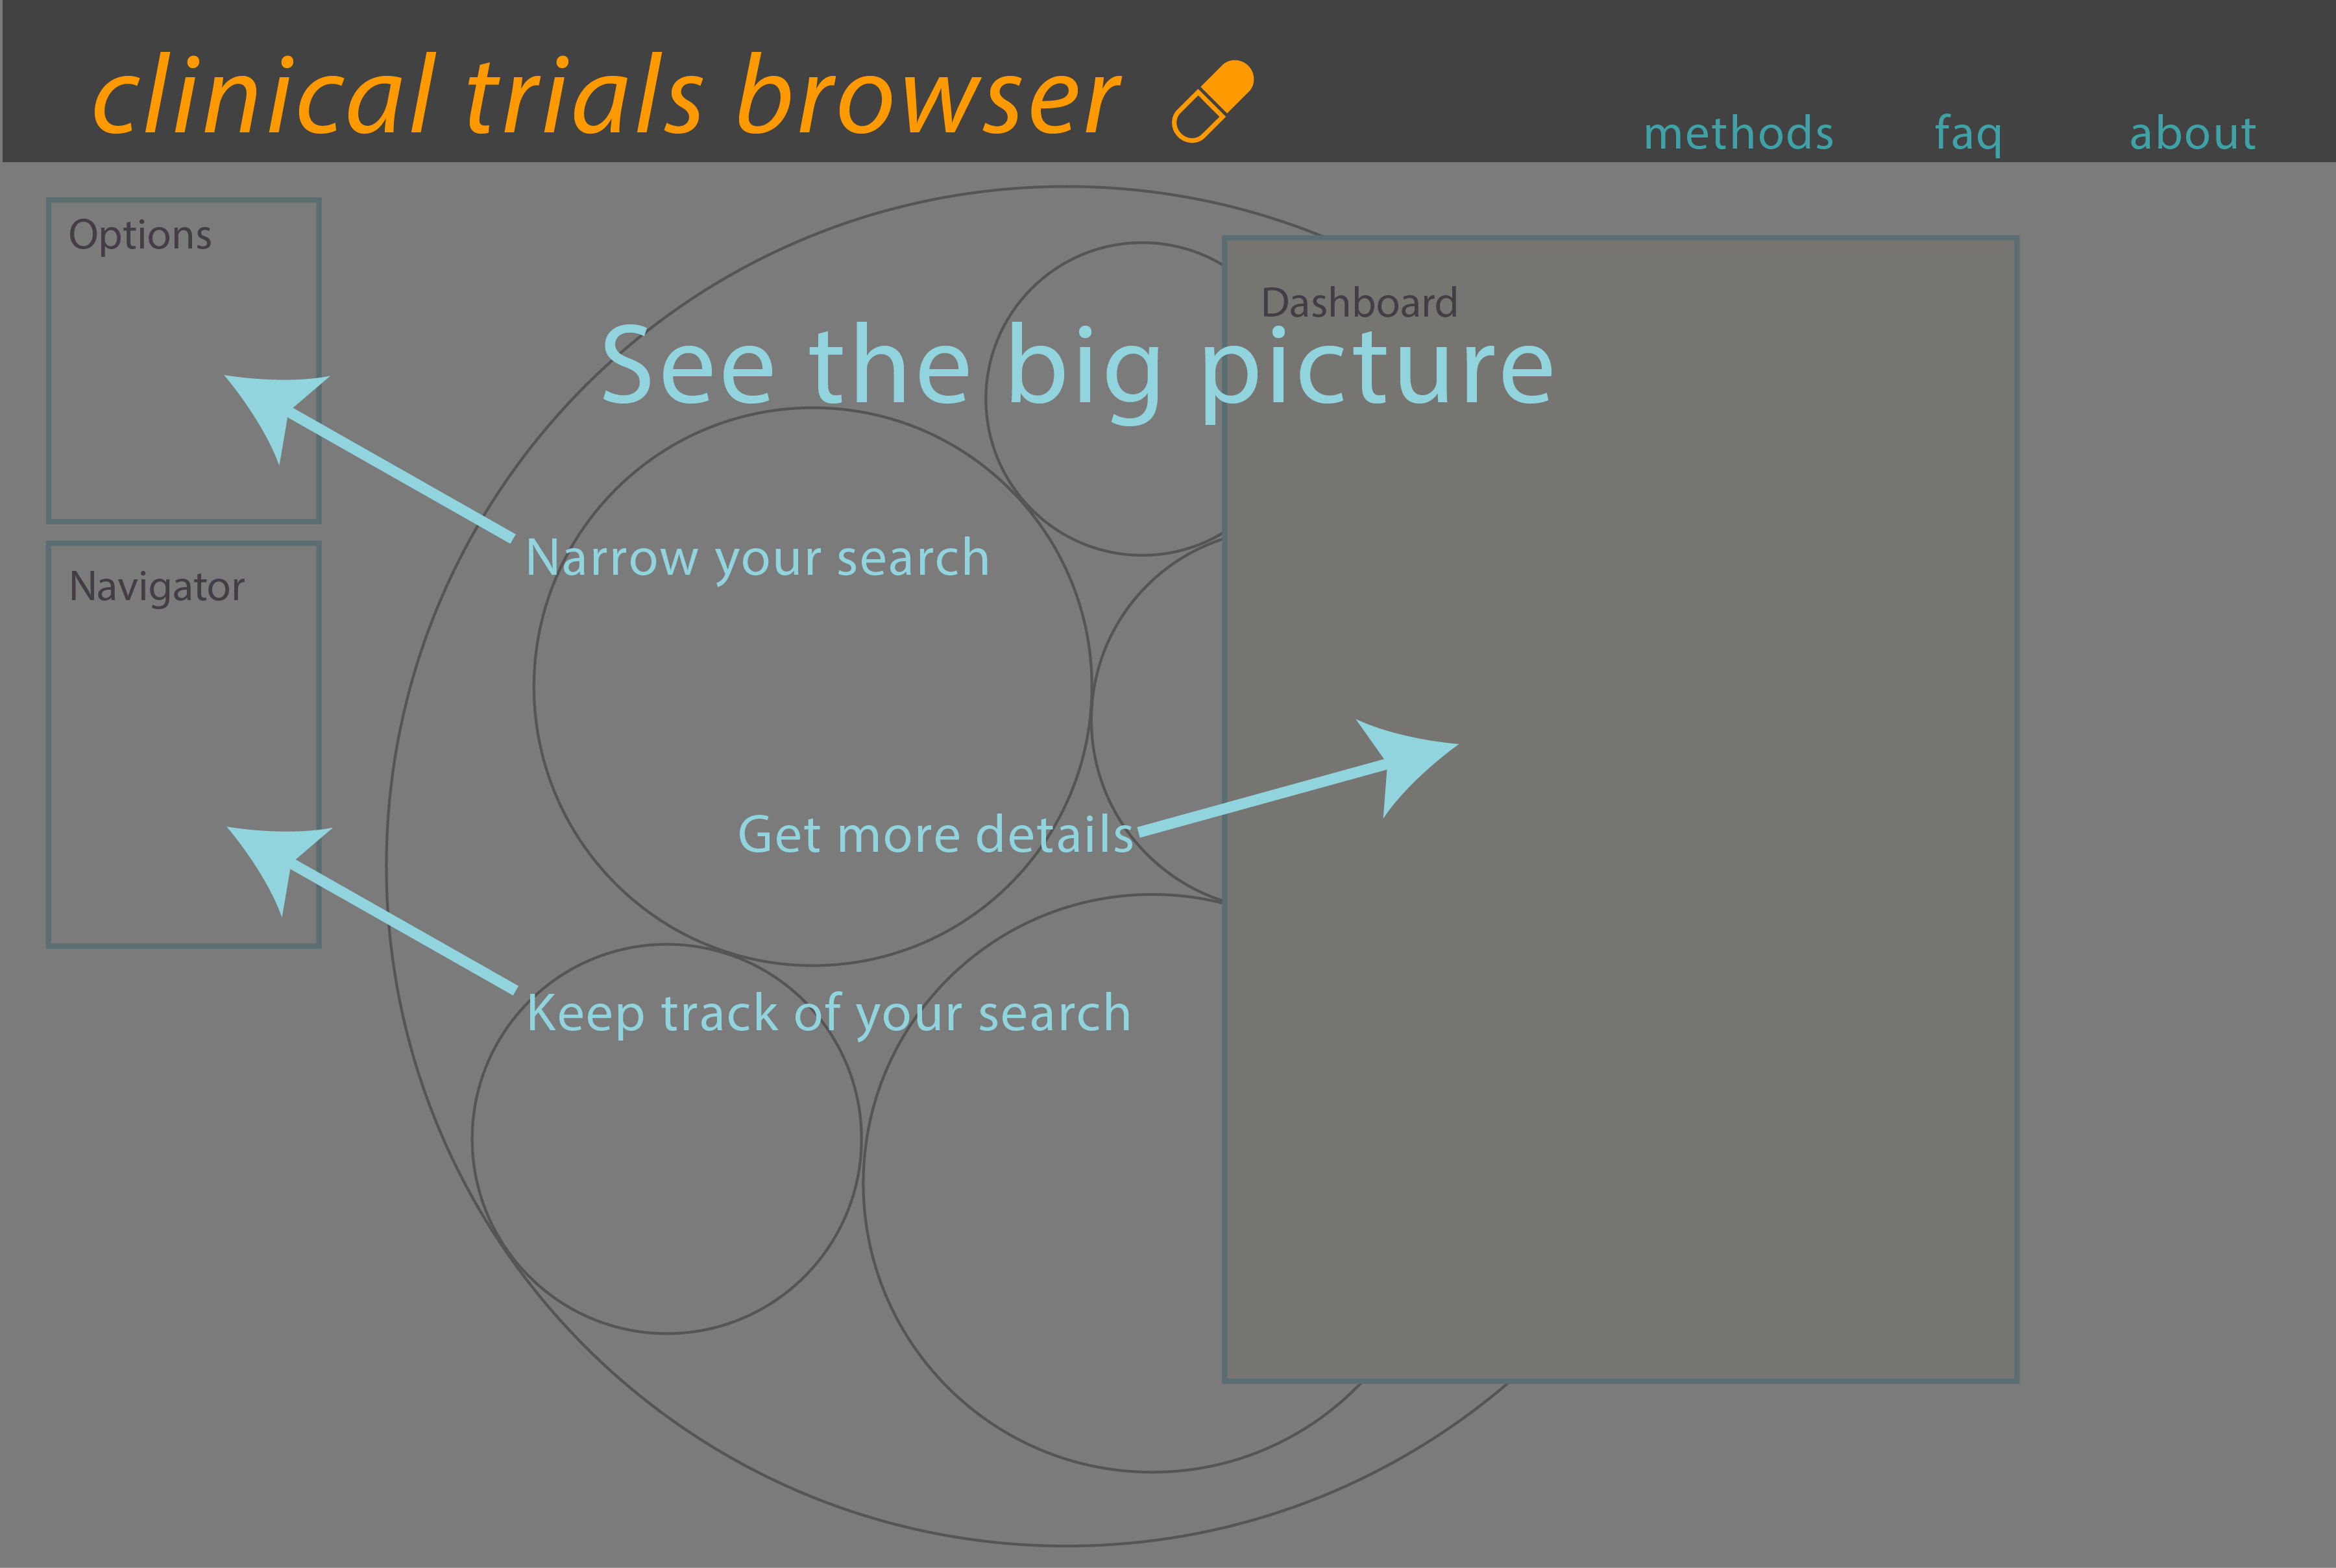 clinical trials browser
methods faq about
Options
Dashboard
See the big picture
Narrow your search
Navigator
Get more details
Keep track of your search